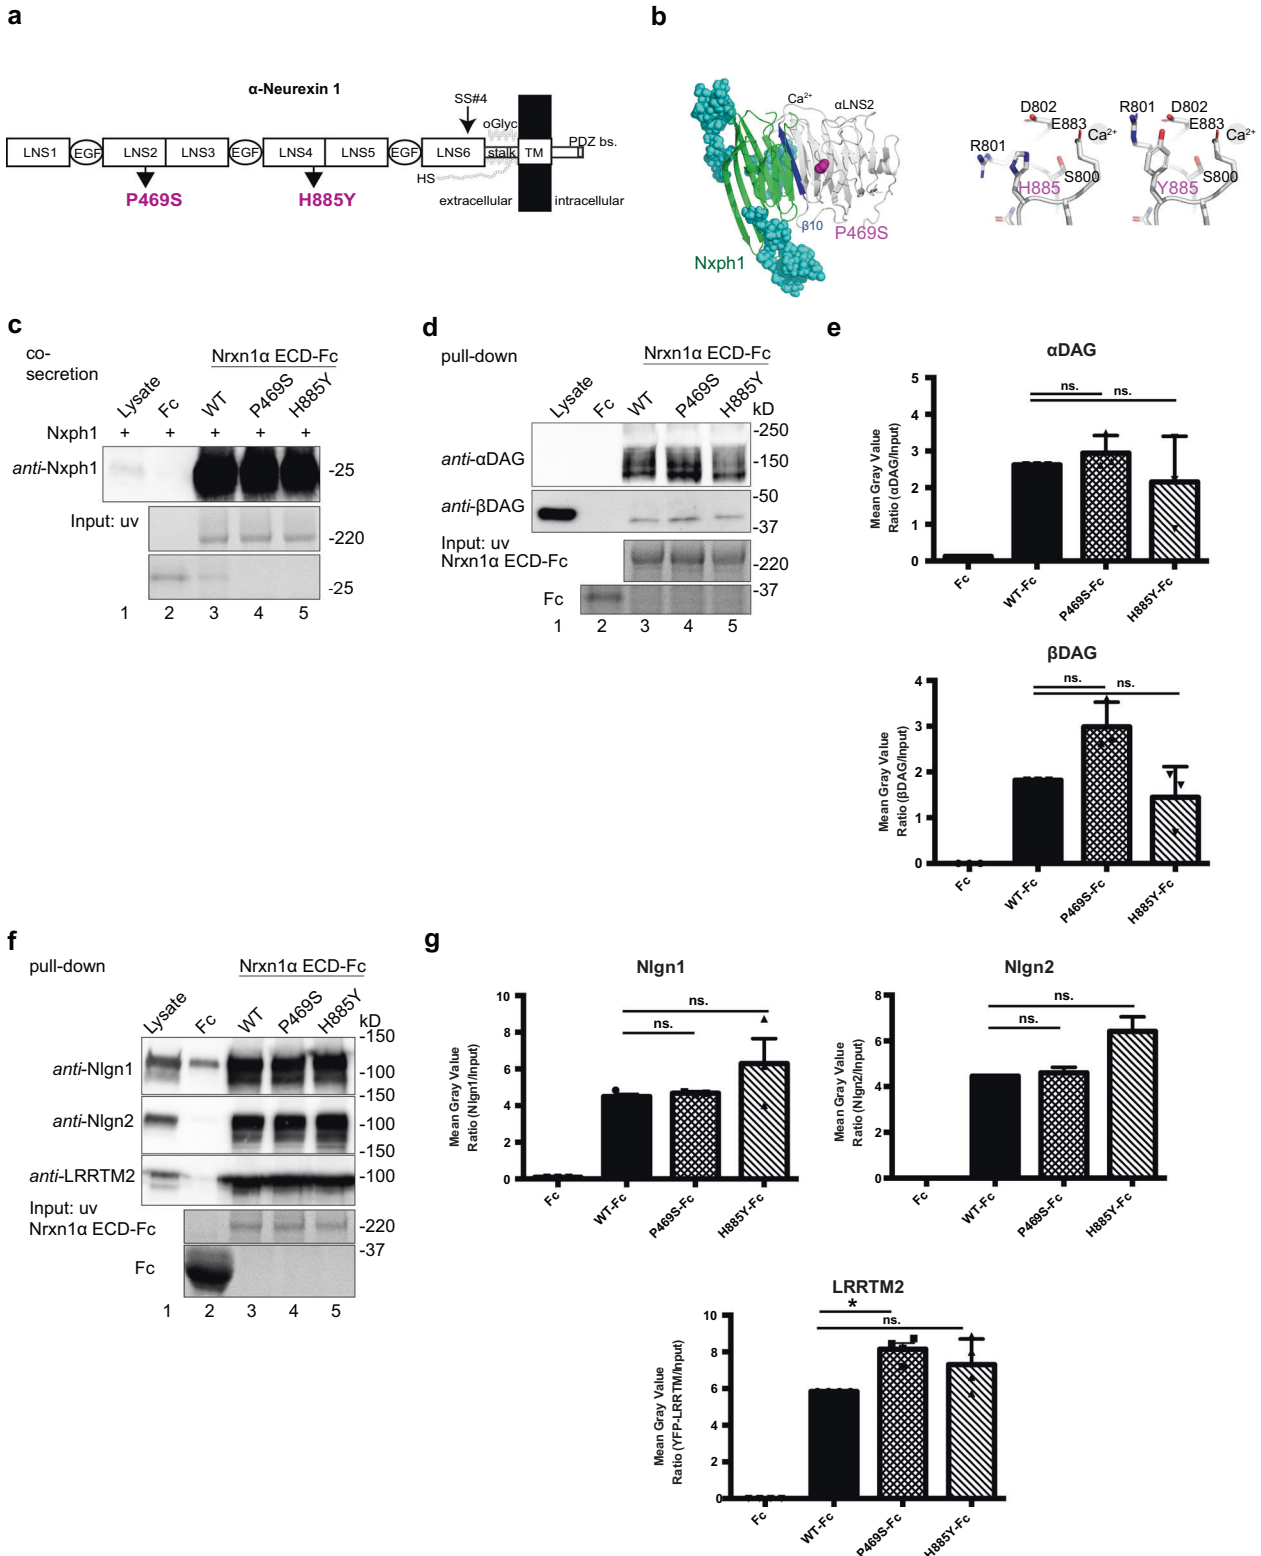 a
α-Neurexin 1
SS#4
oGlyc
PDZ bs.
LNS1 EGF LNS2 LNS3 EGF LNS4 LNS5 EGF LNS6 stalk TM
HS
P469S H885Y
extracellular intracellular
b
Ca²⁺ αLNS2
β10 P469S
Nxph1
D802 E883 Ca²⁺
R801 H885 S800
R801 D802 E883 Ca²⁺
Y885 S800
c
co-
secretion
Nrxn1α ECD-Fc
Lysate Fc WT P469S H885Y
Nxph1 + + + + +
anti-Nxph1 -25
Input: uv -220
-25
1 2 3 4 5
d
pull-down
Nrxn1α ECD-Fc
Lysate Fc WT P469S H885Y kD
-250
anti-αDAG -150
-50
anti-βDAG -37
Input: uv
Nrxn1α ECD-Fc -220
-37
Fc
1 2 3 4 5
e
αDAG
ns.
ns.
5
4
3
2
1
0
Mean Gray Value
Ratio (αDAG/Input)
Fc WT-Fc P469S-Fc H885Y-Fc
βDAG
ns.
ns.
4
3
2
1
0
Mean Gray Value
Ratio (βDAG/Input)
Fc WT-Fc P469S-Fc H885Y-Fc
f
pull-down
Nrxn1α ECD-Fc
Lysate Fc WT P469S H885Y kD
-150
anti-Nlgn1 -100
-150
anti-Nlgn2 -100
-150
anti-LRRTM2 -100
Input: uv
Nrxn1α ECD-Fc -220
-37
Fc
1 2 3 4 5
g
Nlgn1
ns.
ns.
10
8
6
4
2
0
Mean Gray Value
Ratio (Nlgn1/Input)
Fc WT-Fc P469S-Fc H885Y-Fc
Nlgn2
ns.
ns.
8
6
4
2
0
Mean Gray Value
Ratio (Nlgn2/Input)
Fc WT-Fc P469S-Fc H885Y-Fc
LRRTM2
*
ns.
10
8
6
4
2
0
Mean Gray Value
Ratio (YFP-LRRTM/Input)
Fc WT-Fc P469S-Fc H885Y-Fc